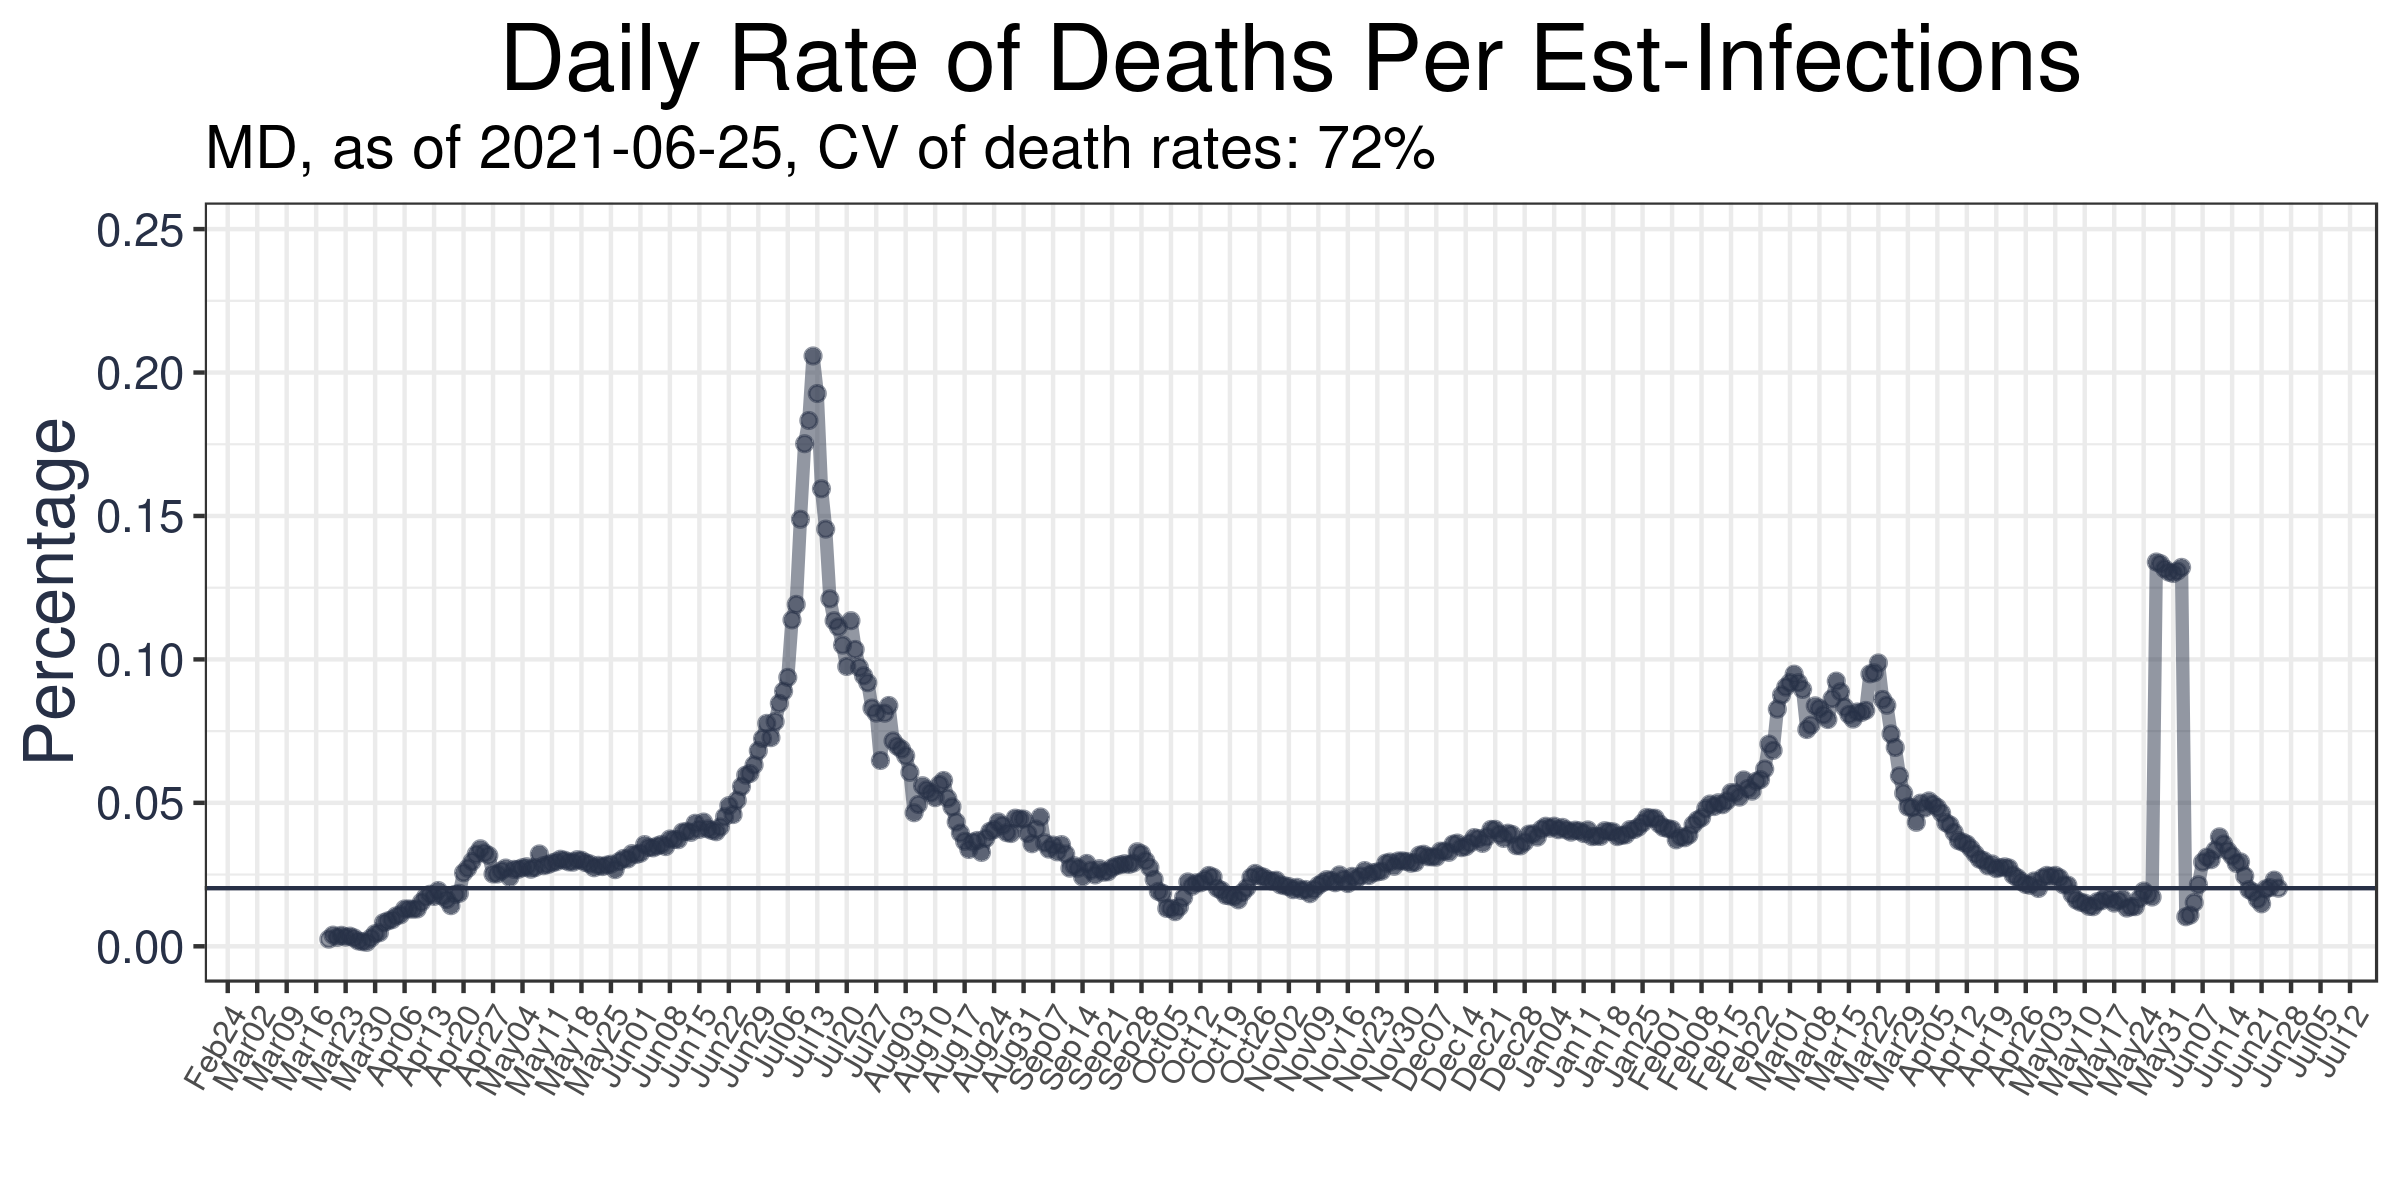 Daily Rate of Deaths Per Est-Infections
MD, as of 2021-06-25, CV of death rates: 72%
Percentage
0.25
0.20
0.15
0.10
0.05
0.00
Feb24
Mar02
Mar09
Mar16
Mar23
Mar30
Apr06
Apr13
Apr20
Apr27
May04
May11
May18
May25
Jun01
Jun08
Jun15
Jun22
Jun29
Jul06
Jul13
Jul20
Jul27
Aug03
Aug10
Aug17
Aug24
Aug31
Sep07
Sep14
Sep21
Sep28
Oct05
Oct12
Oct19
Oct26
Nov02
Nov09
Nov16
Nov23
Nov30
Dec07
Dec14
Dec21
Dec28
Jan04
Jan11
Jan18
Jan25
Feb01
Feb08
Feb15
Feb22
Mar01
Mar08
Mar15
Mar22
Mar29
Apr05
Apr12
Apr19
Apr26
May03
May10
May17
May24
May31
Jun07
Jun14
Jun21
Jun28
Jul05
Jul12